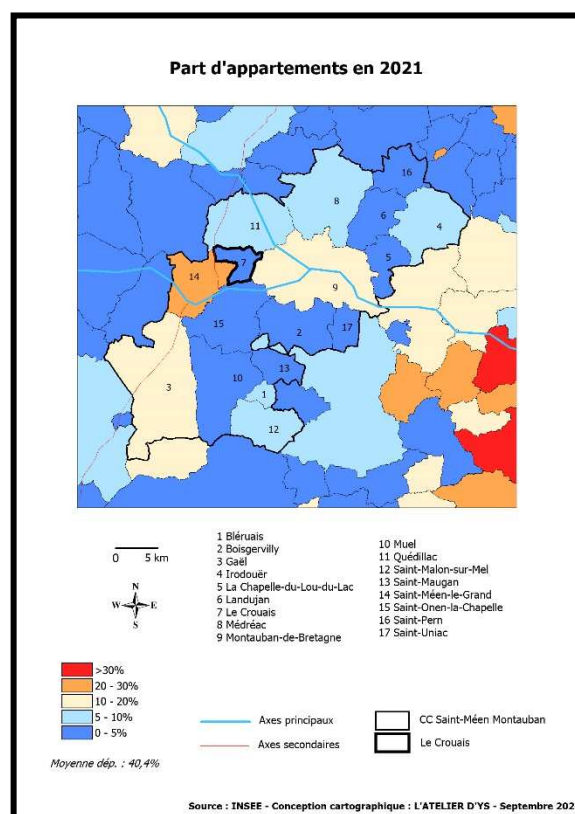 Part d'appartements en 2021
16
8
6
4
11
7
5
14
9
15
2
17
10
13
3
1
12
0 5 km
N
W E
S
1 Bléruais
2 Boisgervilly
3 Gaël
4 Irodouër
5 La Chapelle-du-Lou-du-Lac
6 Landujan
7 Le Crouais
8 Médréac
9 Montauban-de-Bretagne
10 Muel
11 Quédillac
12 Saint-Malon-sur-Mel
13 Saint-Maugan
14 Saint-Méen-le-Grand
15 Saint-Onen-la-Chapelle
16 Saint-Pern
17 Saint-Uniac
>30%
20 - 30%
10 - 20%
5 - 10%
0 - 5%
Moyenne dép. : 40,4%
Axes principaux
Axes secondaires
CC Saint-Méen Montauban
Le Crouais
Source : INSEE - Conception cartographique : L'ATELIER D'YS - Septembre 202